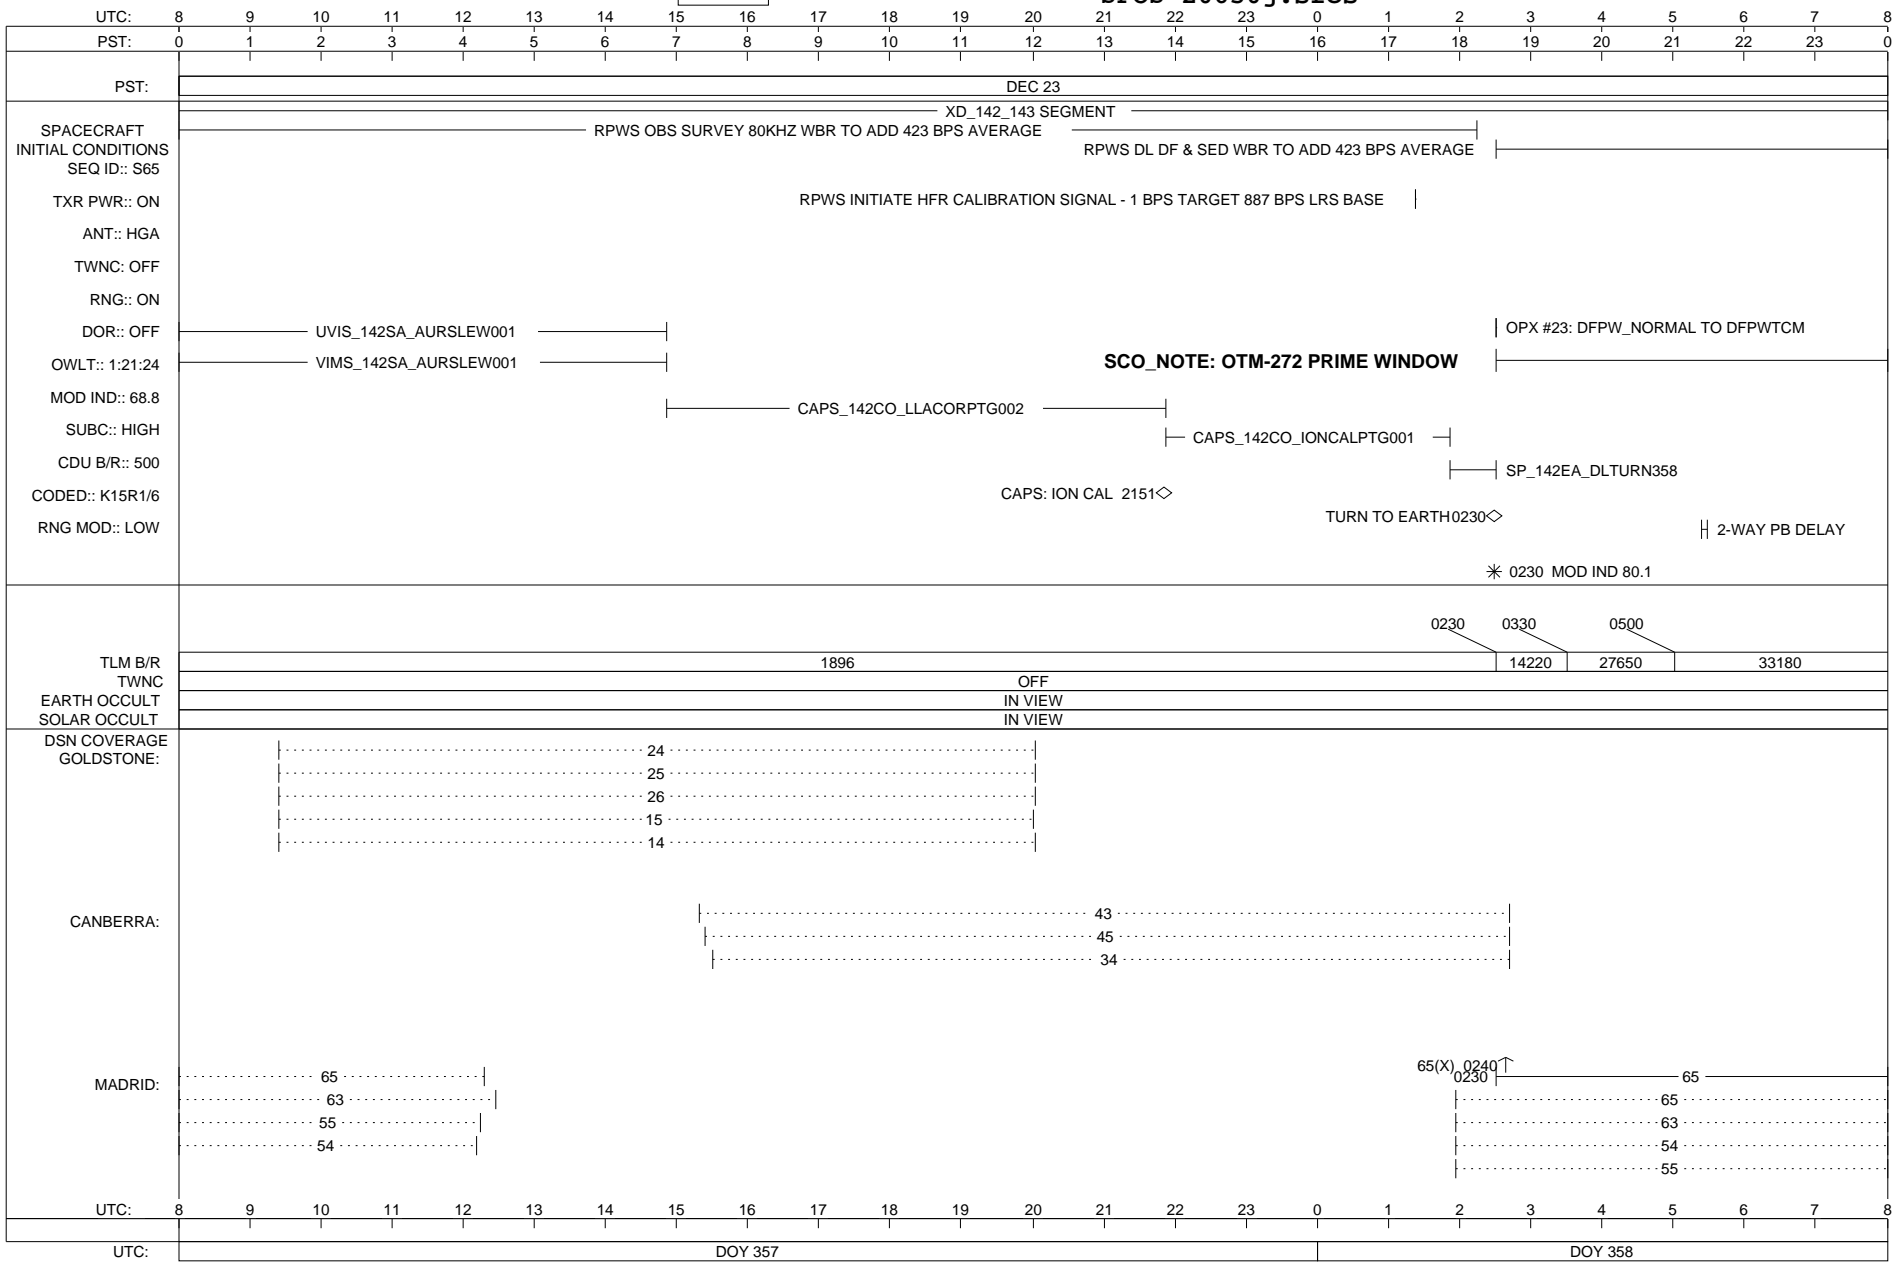 UTC: 8 9 10 11 12 13 14 15 16 17 18 19 20 21 22 23 0 1 2 3 4 5 6 7 8
PST: 0 1 2 3 4 5 6 7 8 9 10 11 12 13 14 15 16 17 18 19 20 21 22 23 0
PST: DEC 23
XD_142_143 SEGMENT
SPACECRAFT RPWS OBS SURVEY 80KHZ WBR TO ADD 423 BPS AVERAGE
INITIAL CONDITIONS RPWS DL DF & SED WBR TO ADD 423 BPS AVERAGE
SEQ ID:: S65
TXR PWR:: ON RPWS INITIATE HFR CALIBRATION SIGNAL - 1 BPS TARGET 887 BPS LRS BASE
ANT:: HGA
TWNC: OFF
RNG:: ON
DOR:: OFF UVIS_142SA_AURSLEW001 OPX #23: DFPW_NORMAL TO DFPWTCM
OWLT:: 1:21:24 VIMS_142SA_AURSLEW001 SCO_NOTE: OTM-272 PRIME WINDOW
MOD IND:: 68.8 CAPS_142CO_LLACORPTG002
SUBC:: HIGH CAPS_142CO_IONCALPTG001
CDU B/R:: 500 SP_142EA_DLTURN358
CODED:: K15R1/6 CAPS: ION CAL 2151
TURN TO EARTH0230
RNG MOD:: LOW 2-WAY PB DELAY
0230 MOD IND 80.1
0230 0330 0500
TLM B/R 1896 14220 27650 33180
TWNC OFF
EARTH OCCULT IN VIEW
SOLAR OCCULT IN VIEW
DSN COVERAGE
GOLDSTONE:
24
25
26
15
14
CANBERRA:
43
45
34
65(X) 0240
MADRID: 65 0230 65
63 65
55 63
54 54
55
UTC: 8 9 10 11 12 13 14 15 16 17 18 19 20 21 22 23 0 1 2 3 4 5 6 7 8
UTC: DOY 357 DOY 358